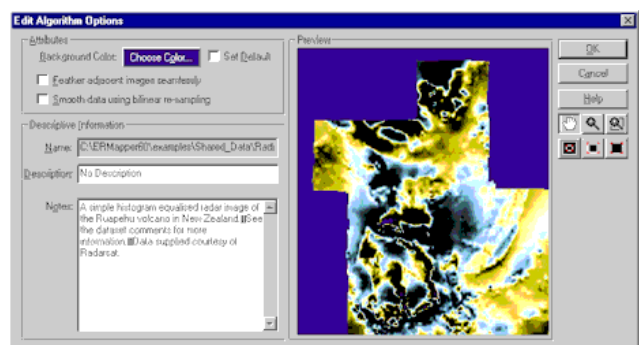 Edit Algorithm Options
Attributes
Background Color: Choose Color... Set Default
Feather adjacent images seamlessly
Smooth data using bilinear re-sampling
Descriptive Information
Name: C:\ERMapper60\examples\Shared_Data\Radi
Description: No Description
Notes: A simple histogram equalised radar image of
the Ruapehu volcano in New Zealand. See
the dataset comments for more
information. Data supplied courtesy of
Radarsat.
Preview
OK
Cancel
Help